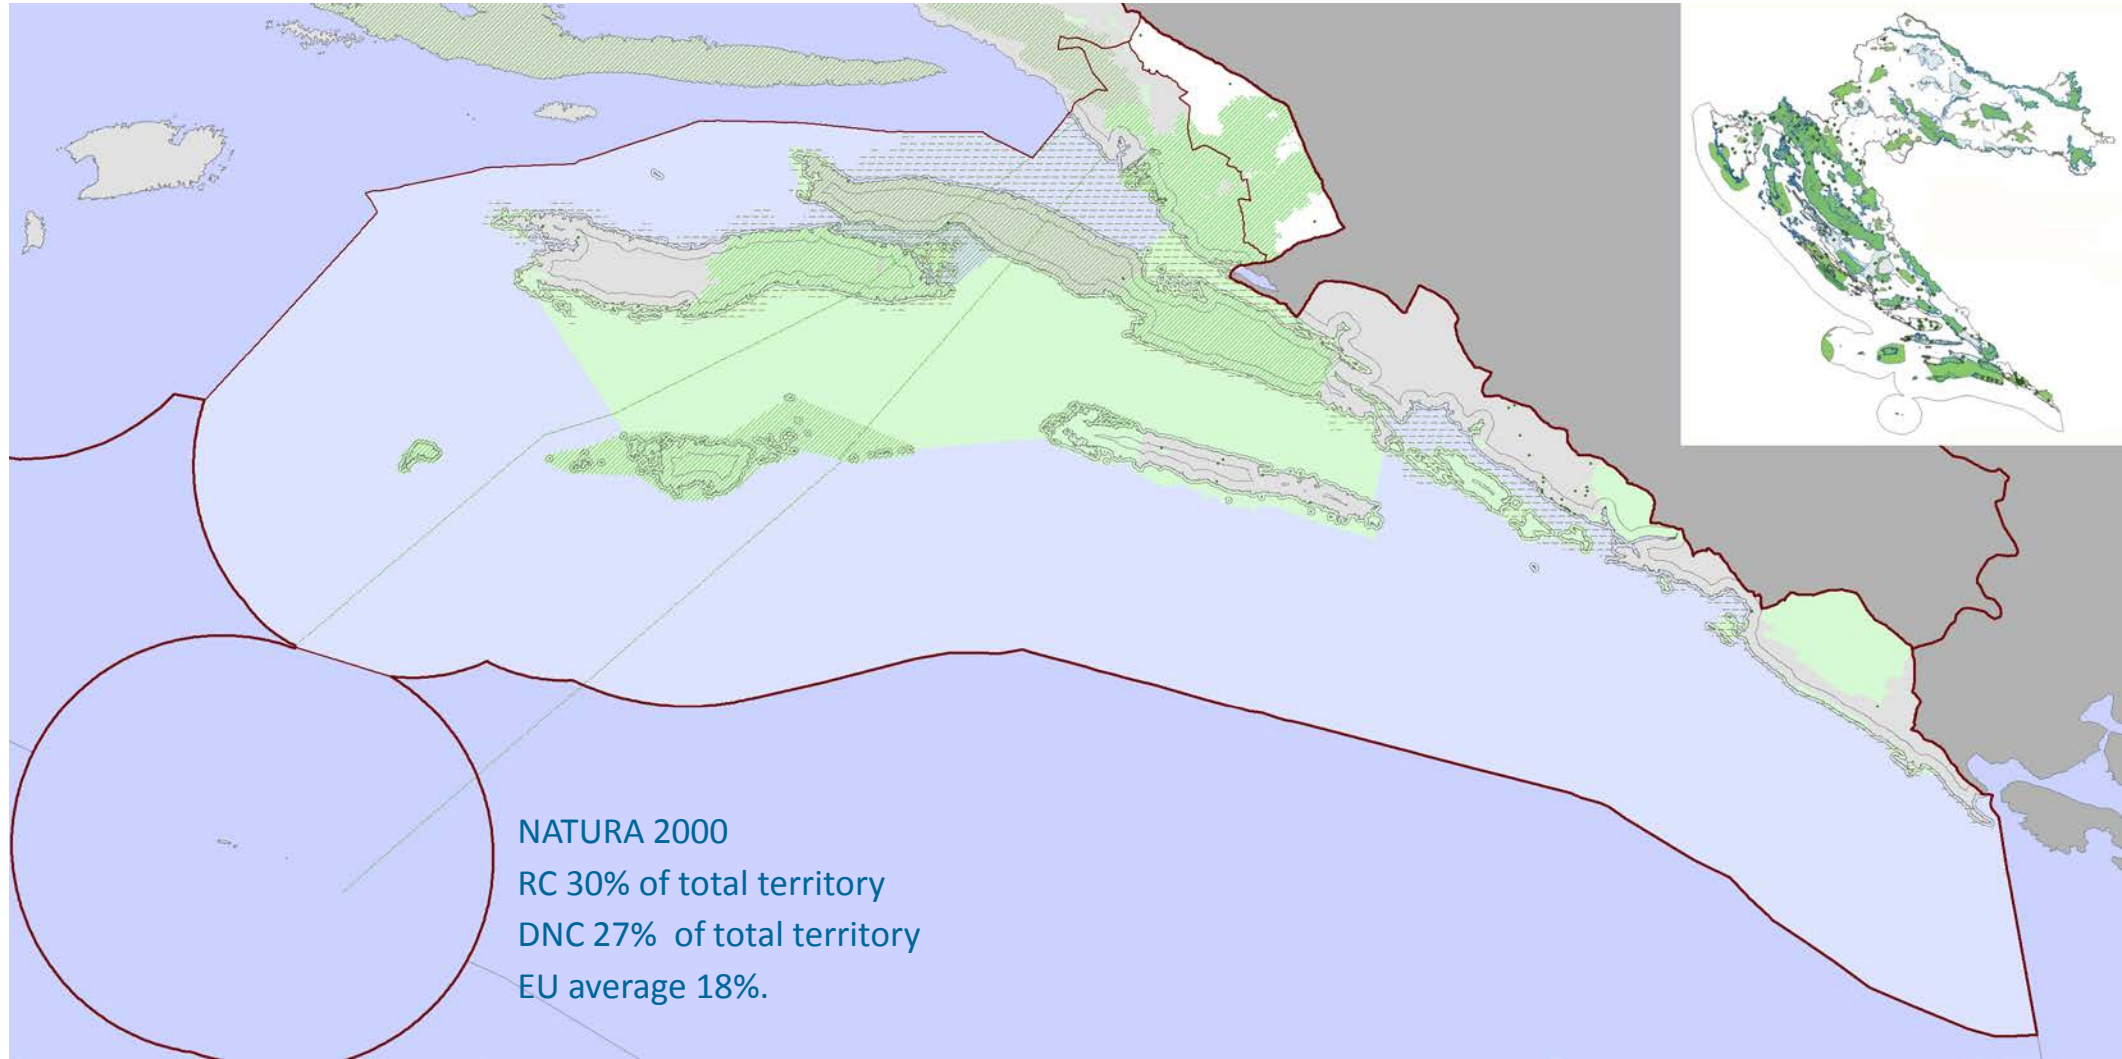 NATURA 2000
RC 30% of total territory
DNC 27% of total territory
EU average 18%.